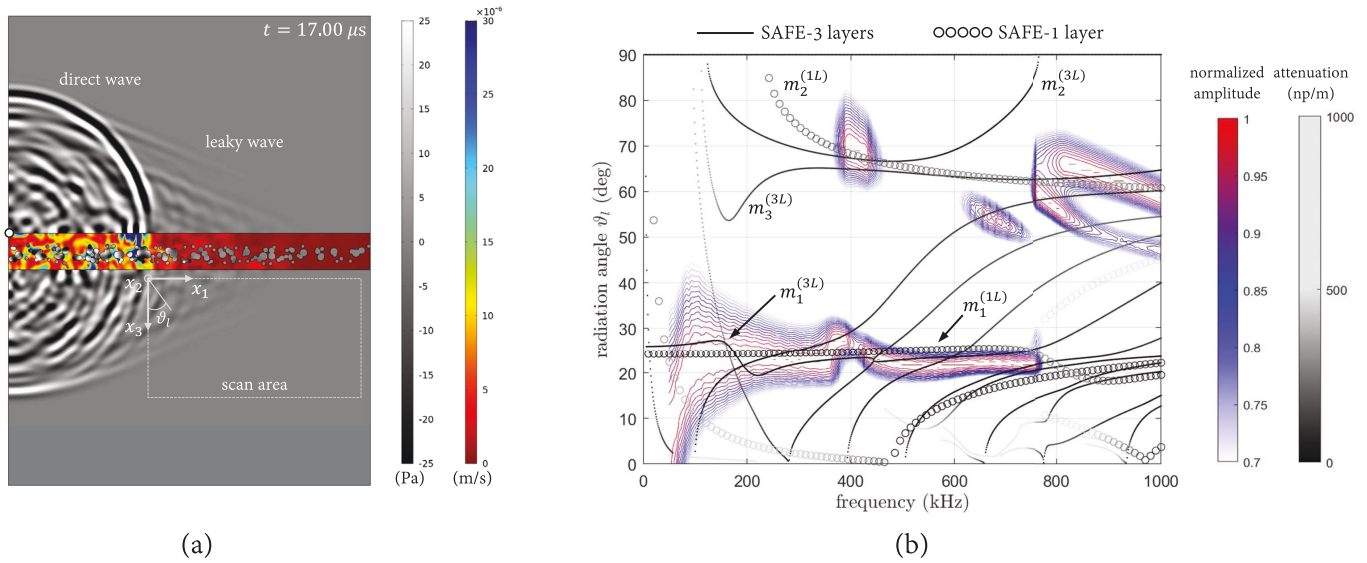 t = 17.00 μs
direct wave
leaky wave
x₂
x₁
x₃
ϑₗ
scan area
25
20
15
10
5
0
-5
-10
-15
-20
-25
(Pa)
×10⁻⁶
30
25
20
15
10
5
0
(m/s)
(a)
SAFE-3 layers
SAFE-1 layer
radiation angle ϑₗ (deg)
90
80
70
60
50
40
30
20
10
0
m₂^(1L)
m₂^(3L)
m₃^(3L)
m₁^(3L)
m₁^(1L)
0
200
400
600
800
1000
frequency (kHz)
normalized
amplitude
1
0.95
0.9
0.85
0.8
0.75
0.7
attenuation
(np/m)
1000
500
0
(b)